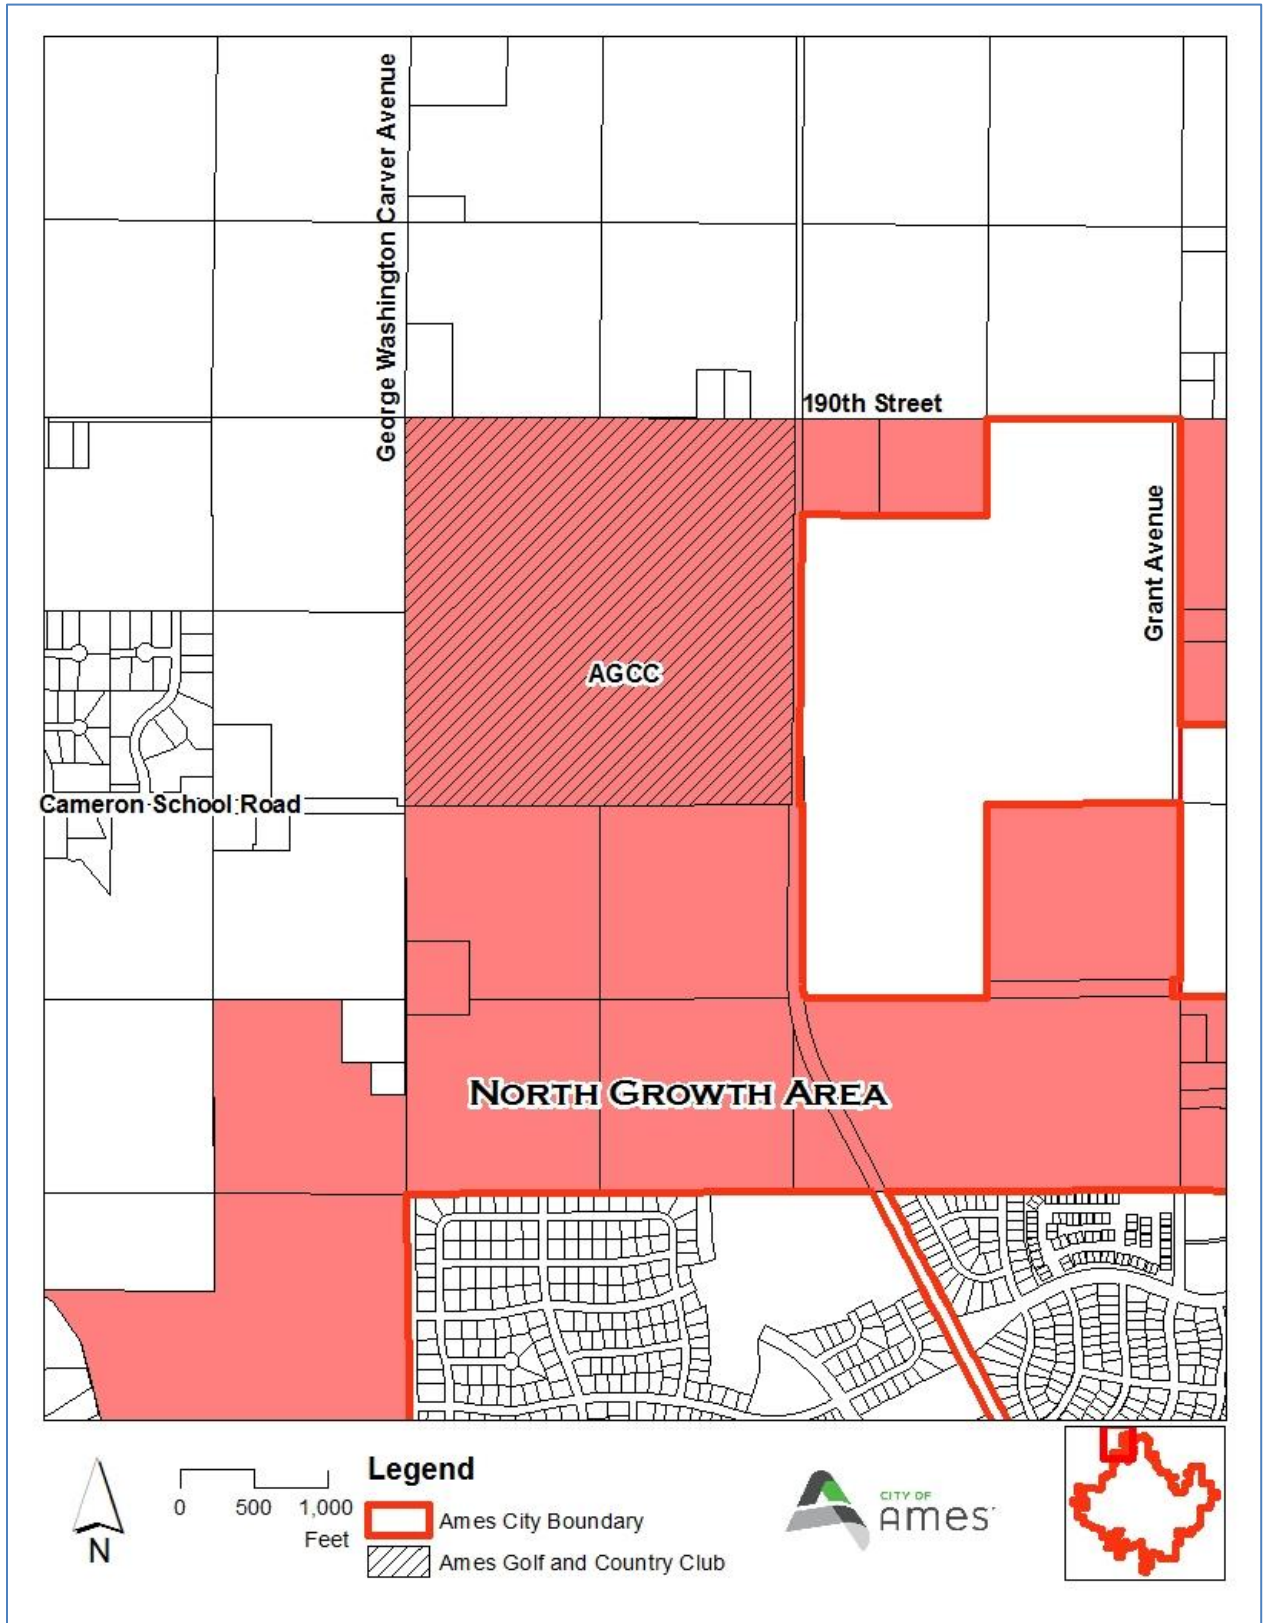 George Washington Carver Avenue
190th Street
Grant Avenue
AGCC
Cameron School Road
NORTH GROWTH AREA
Legend
0 500 1,000
Feet
N
Ames City Boundary
Ames Golf and Country Club
CITY OF
Ames